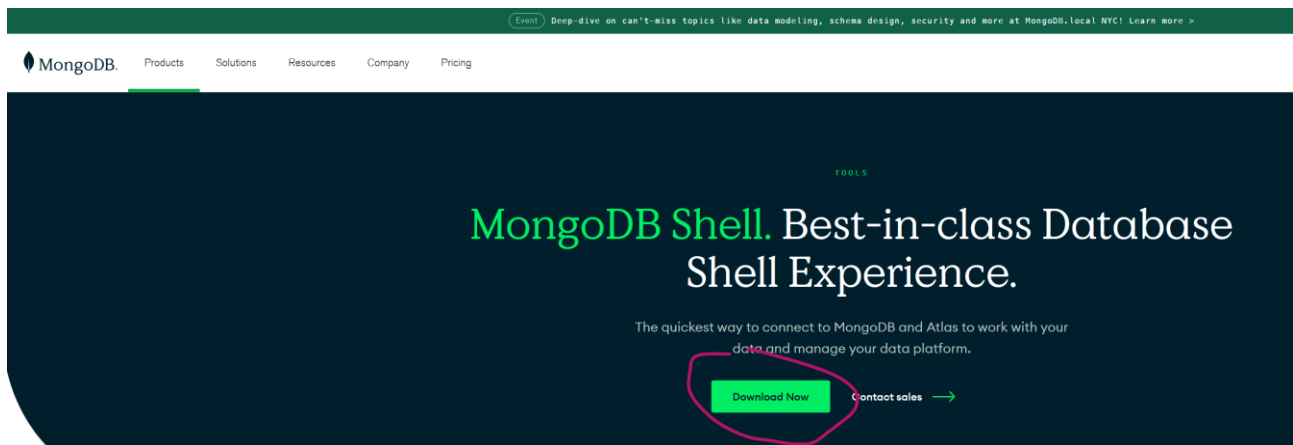 Event Deep-dive on can't-miss topics like data modeling, schema design, security and more at MongoDB.local NYC! Learn more >
MongoDB. Products Solutions Resources Company Pricing
TOOLS
MongoDB Shell. Best-in-class Database
Shell Experience.
The quickest way to connect to MongoDB and Atlas to work with your
data and manage your data platform.
Download Now Contact sales